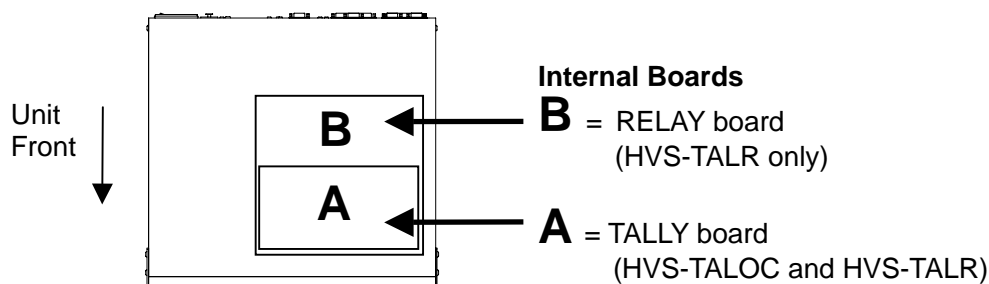 Unit
Front
B
A
Internal Boards
B = RELAY board
(HVS-TALR only)
A = TALLY board
(HVS-TALOC and HVS-TALR)